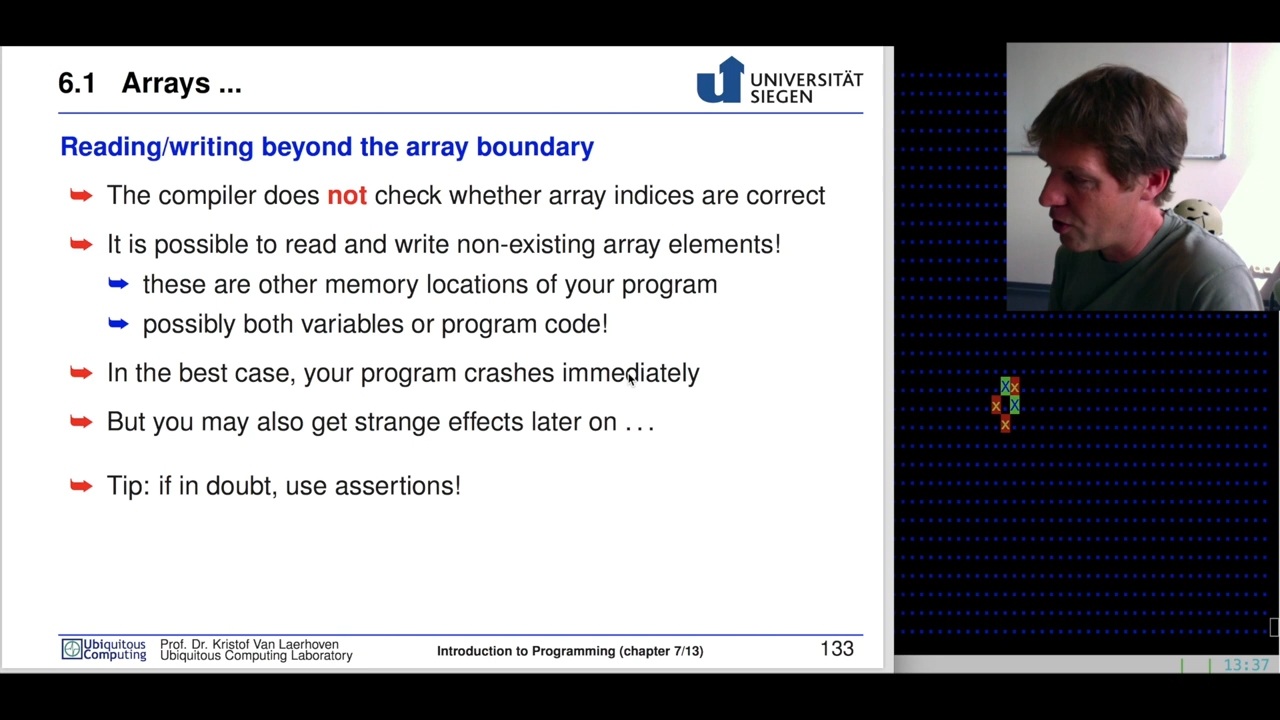 6.1 Arrays ...
UNIVERSITÄT
SIEGEN
Reading/writing beyond the array boundary
The compiler does not check whether array indices are correct
It is possible to read and write non-existing array elements!
these are other memory locations of your program
possibly both variables or program code!
In the best case, your program crashes immediately
But you may also get strange effects later on . . .
Tip: if in doubt, use assertions!
Ubiquitous
Computing
Prof. Dr. Kristof Van Laerhoven
Ubiquitous Computing Laboratory
Introduction to Programming (chapter 7/13)
133
Xx
x X
x
| | 13:37